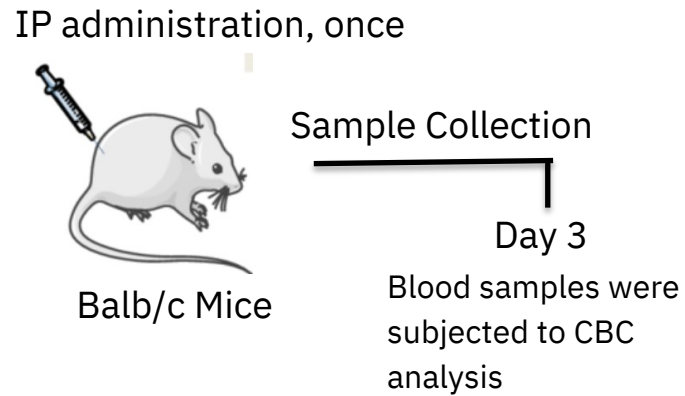 IP administration, once
Sample Collection
Day 3
Balb/c Mice
Blood samples were
subjected to CBC
analysis